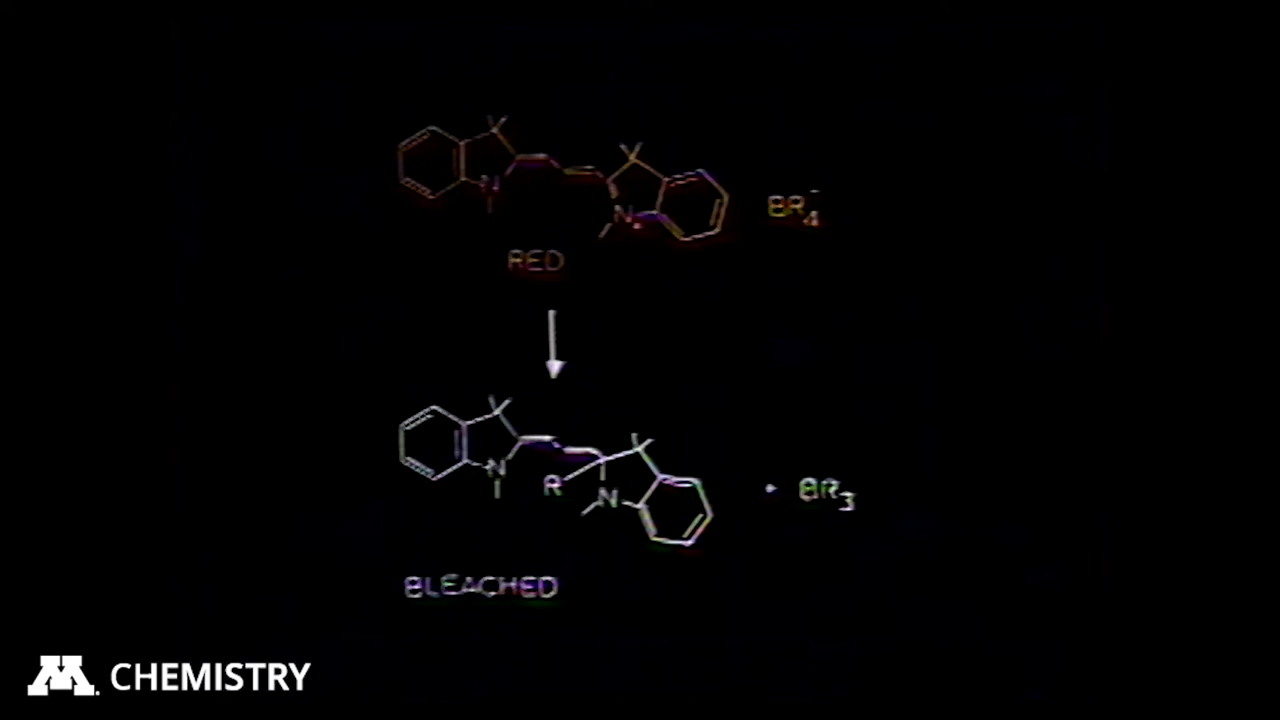 N
N+
BR4-
RED
N
R
N
+ BR3
BLEACHED
M. CHEMISTRY